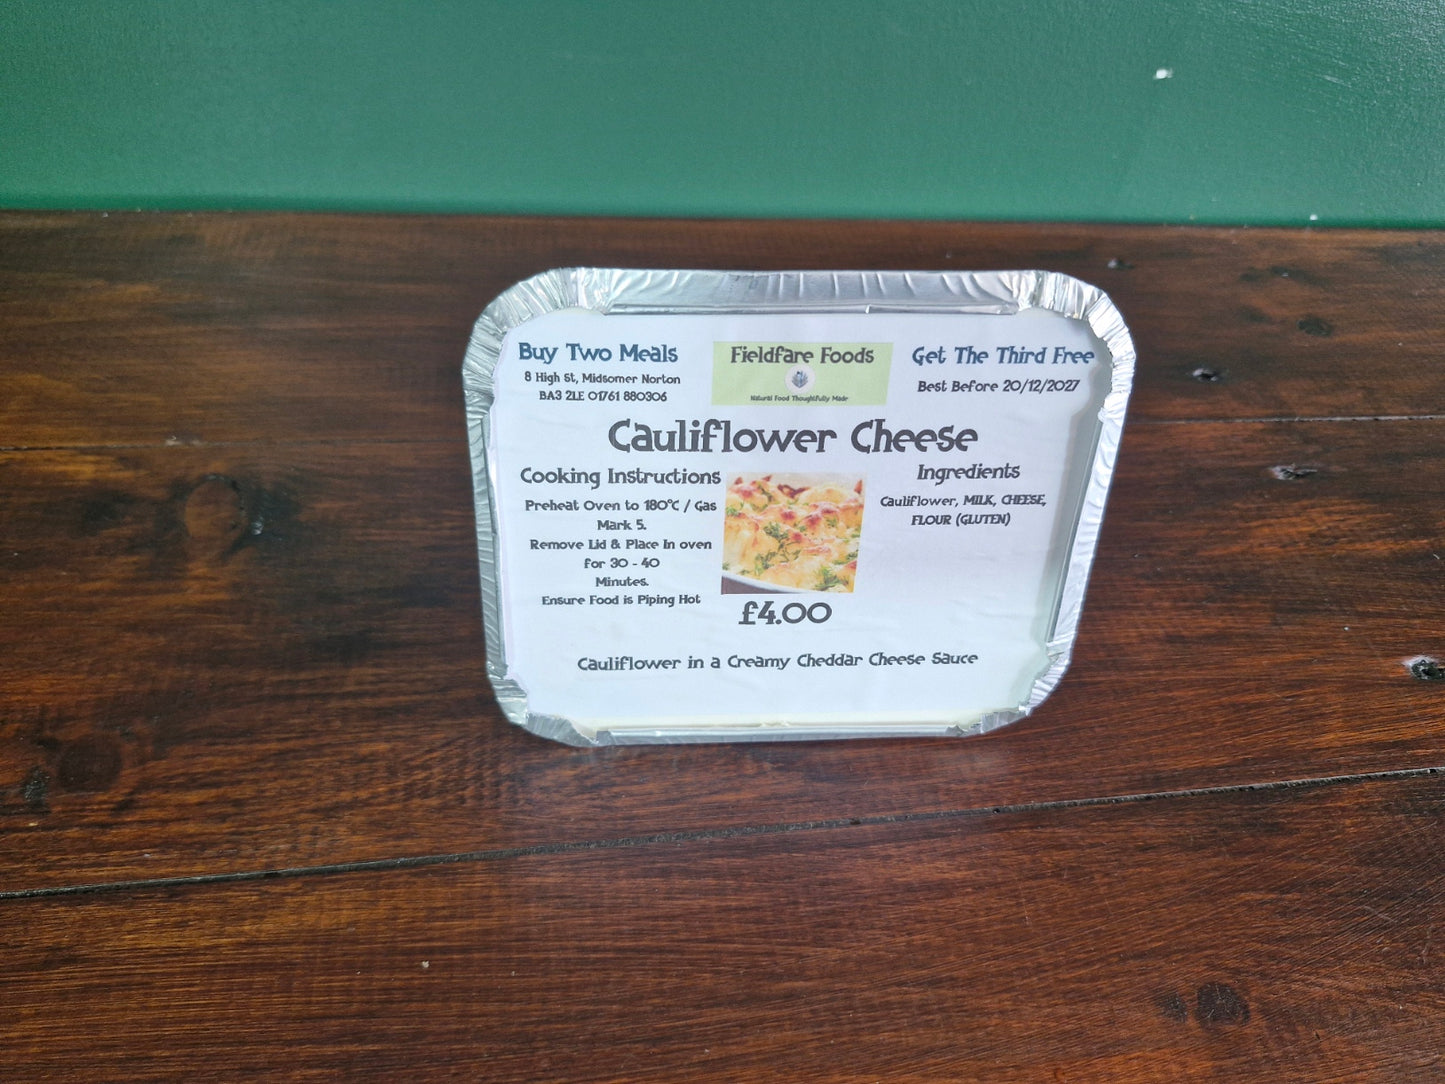 Buy Two Meals
8 High St, Midsomer Norton
BA3 2LE 01761 880306
Fieldfare Foods
Natural Food Thoughtfully Made
Get The Third Free
Best Before 20/12/2027
Cauliflower Cheese
Cooking Instructions
Preheat Oven to 180°C / Gas
Mark 5.
Remove Lid & Place In oven
for 30 - 40
Minutes.
Ensure Food is Piping Hot
£4.00
Ingredients
Cauliflower, MILK, CHEESE,
FLOUR (GLUTEN)
Cauliflower in a Creamy Cheddar Cheese Sauce